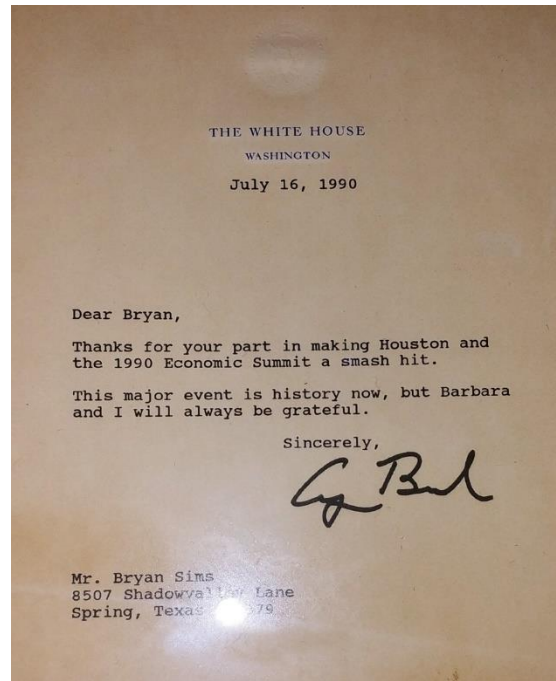 THE WHITE HOUSE
WASHINGTON
July 16, 1990
Dear Bryan,
Thanks for your part in making Houston and
the 1990 Economic Summit a smash hit.
This major event is history now, but Barbara
and I will always be grateful.
Sincerely,
Mr. Bryan Sims
8507 Lane
Spring, Texas